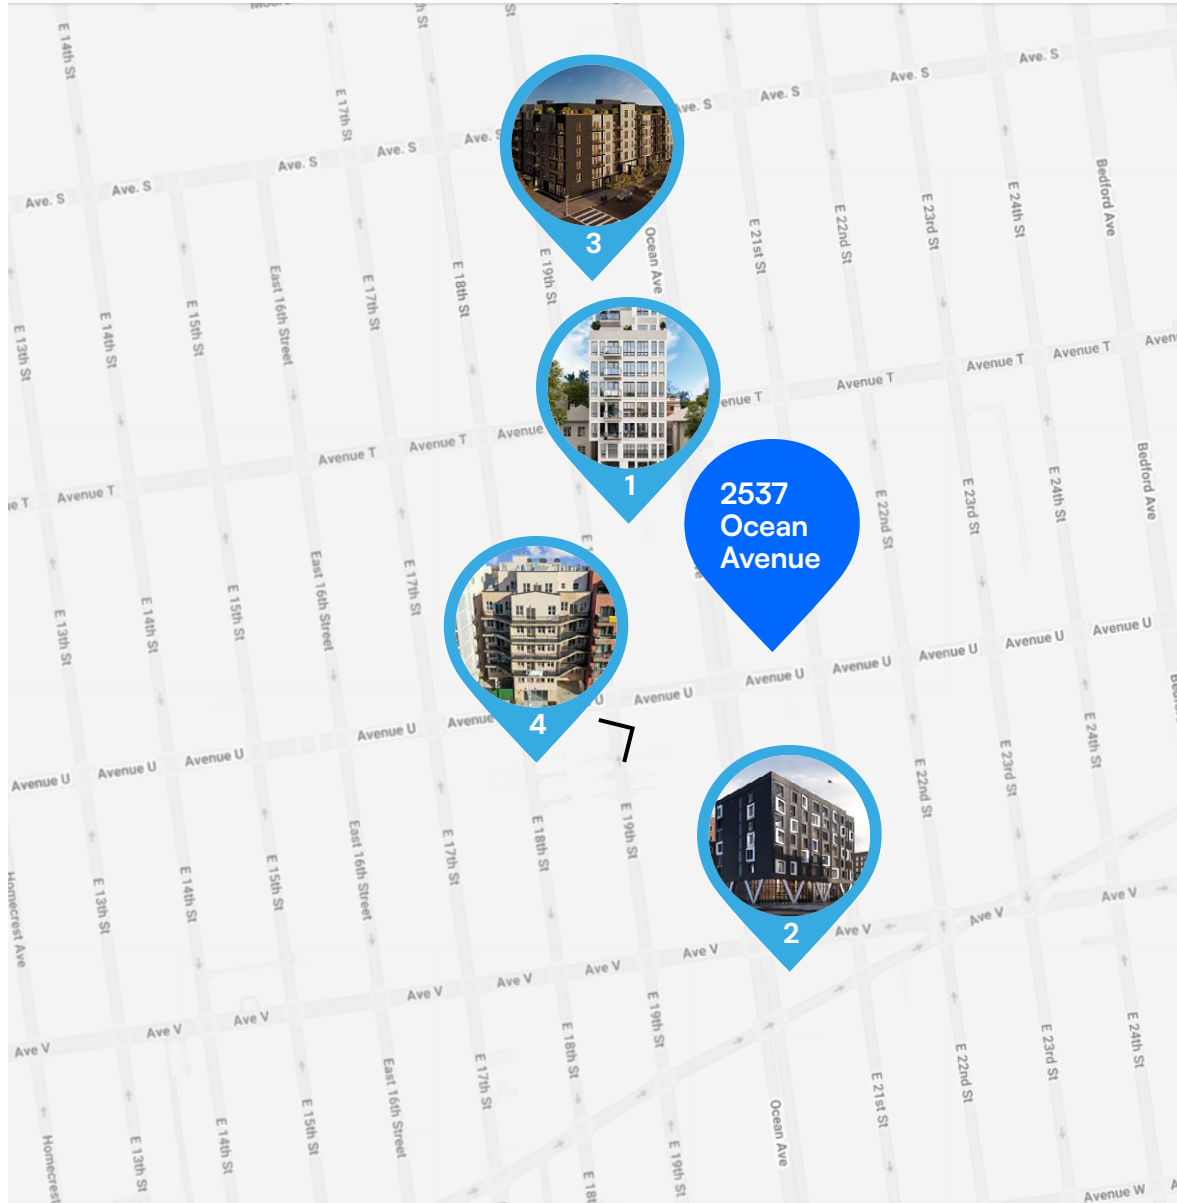 E 14th St
St
Ave. S
Ave. S
Ave. S
Ave. S
Ave. S
Ave. S
Ave. S
E 17th St
3
Ocean Ave
E 21st St
E 22nd St
E 23rd St
E 24th St
Bedford Ave
E 19th St
E 18th St
E 17th St
East 16th Street
E 15th St
E 14th St
E 13th St
Avenue T
Avenue T
Avenue T
Avenue T
Avenue T
Avenue
1
2537
Ocean
Avenue
E 22nd St
E 23rd St
E 24th St
Bedford Ave
E 17th St
East 16th Street
E 15th St
E 14th St
E 13th St
Avenue U
Avenue U
Avenue U
Avenue U
Avenue U
Avenue U
Avenue U
Avenue U
Avenue U
Avenue
4
E 24th St
E 23rd St
E 22nd St
E 19th St
E 18th St
E 17th St
East 16th Street
E 15th St
E 14th St
E 13th St
Homecrest Ave
2
Ave V
Ave V
Ave V
Ave V
Ave V
Ave V
Ave V
Ave V
Ave V
Ave V
E 24th St
E 23rd St
E 22nd St
E 21st St
Ocean Ave
E 19th St
E 19th St
E 18th St
E 17th St
East 16th Street
E 15th St
E 14th St
E 13th St
Homecrest
Avenue W